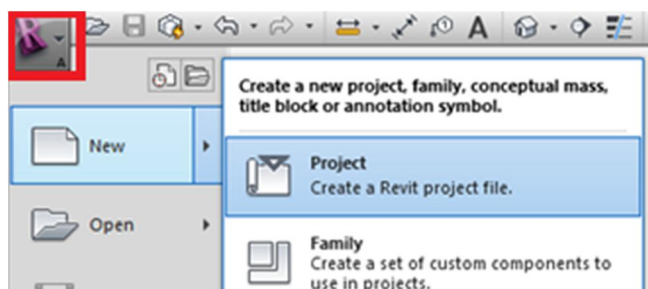 R
A
A
Create a new project, family, conceptual mass,
title block or annotation symbol.
New
Project
Create a Revit project file.
Open
Family
Create a set of custom components to
use in projects.